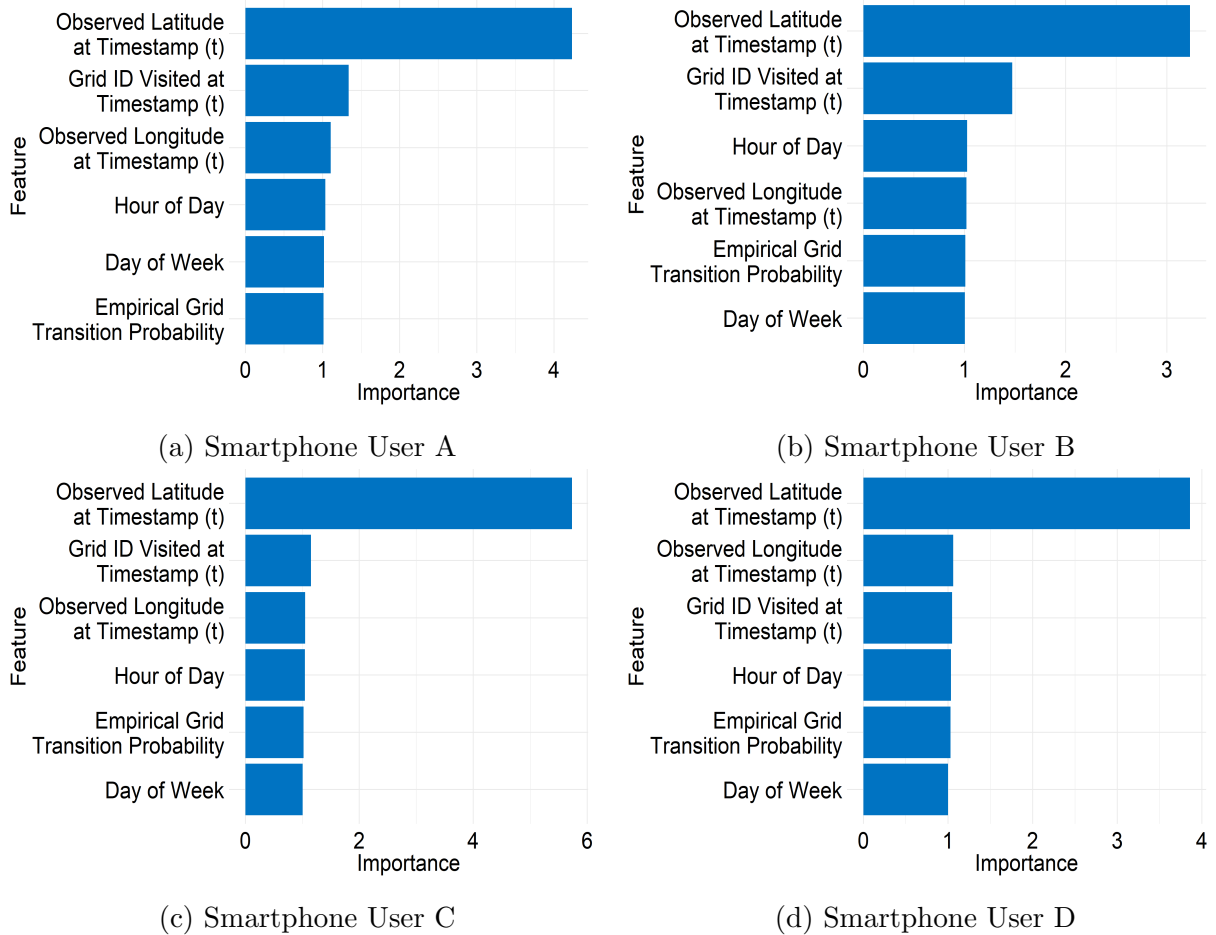 Observed Latitude
at Timestamp (t)
Grid ID Visited at
Timestamp (t)
Observed Longitude
at Timestamp (t)
Hour of Day
Day of Week
Empirical Grid
Transition Probability
Feature
0 1 2 3 4
Importance
(a) Smartphone User A
Observed Latitude
at Timestamp (t)
Grid ID Visited at
Timestamp (t)
Hour of Day
Observed Longitude
at Timestamp (t)
Empirical Grid
Transition Probability
Day of Week
Feature
0 1 2 3
Importance
(b) Smartphone User B
Observed Latitude
at Timestamp (t)
Grid ID Visited at
Timestamp (t)
Observed Longitude
at Timestamp (t)
Hour of Day
Empirical Grid
Transition Probability
Day of Week
Feature
0 2 4 6
Importance
(c) Smartphone User C
Observed Latitude
at Timestamp (t)
Observed Longitude
at Timestamp (t)
Grid ID Visited at
Timestamp (t)
Hour of Day
Empirical Grid
Transition Probability
Day of Week
Feature
0 1 2 3 4
Importance
(d) Smartphone User D